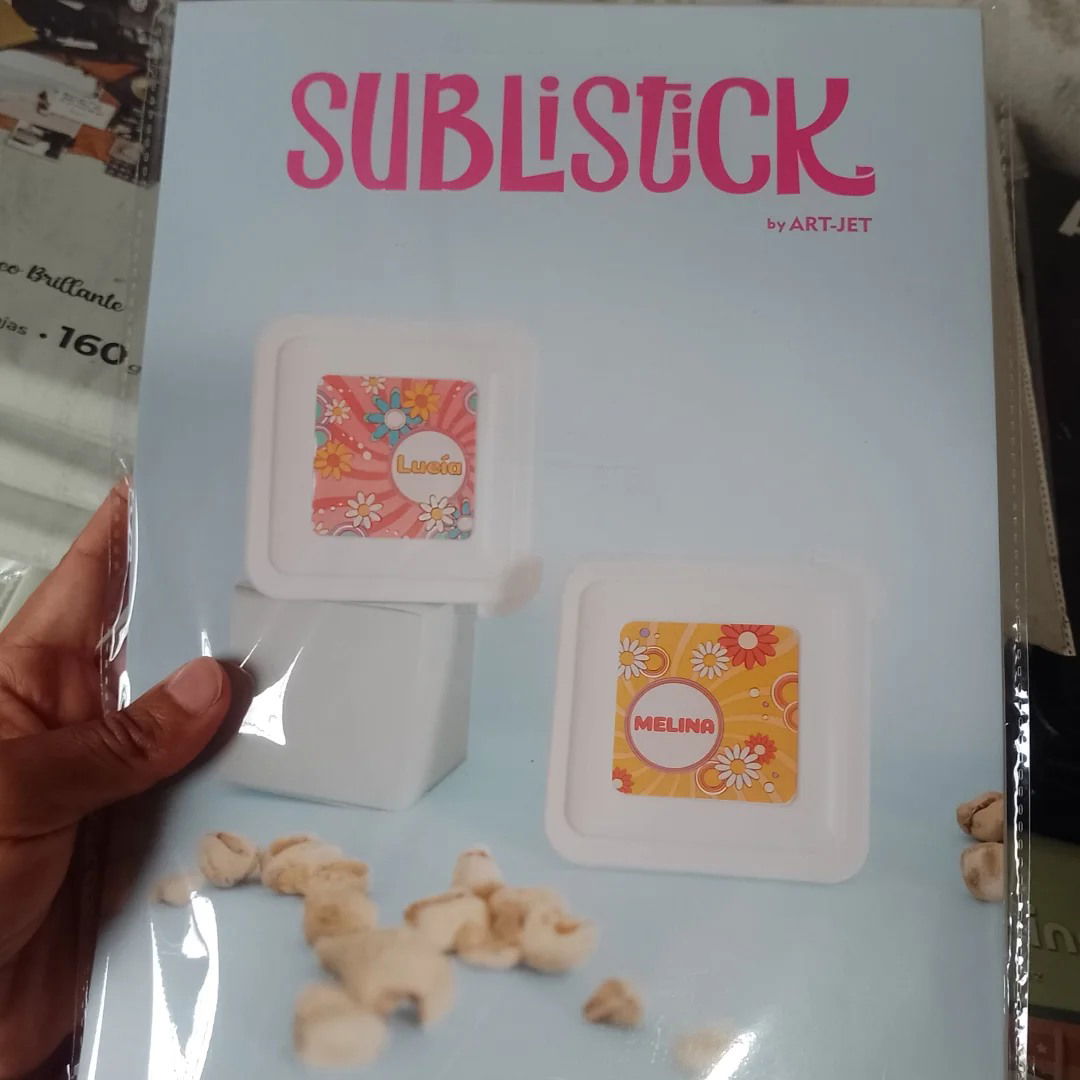 SUBLiStiCK
by ART-JET
Brillante
• 160
Lucía
MELINA